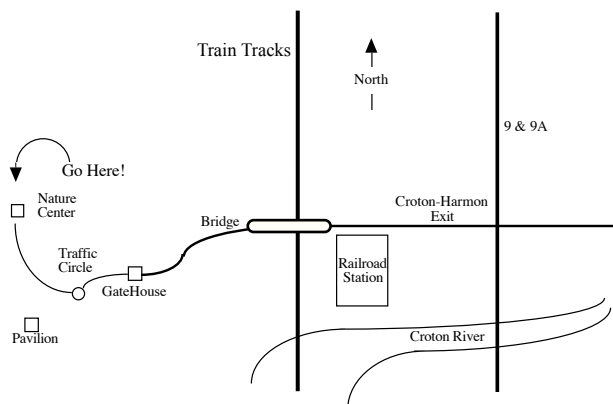 Train Tracks
North
9 & 9A
Go Here!
Nature
Center
Bridge
Croton-Harmon
Exit
Traffic
Circle
GateHouse
Railroad
Station
Pavilion
Croton River